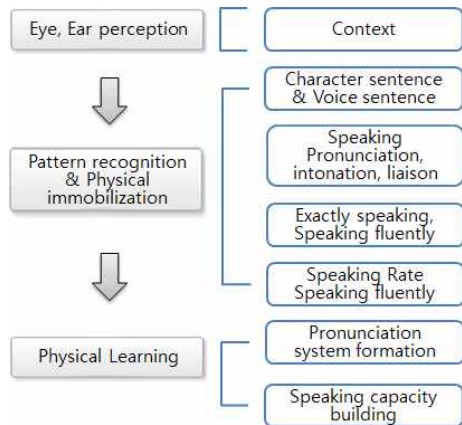 Eye, Ear perception
Context
Character sentence
& Voice sentence
Speaking
Pronunciation,
intonation, liaison
Pattern recognition
& Physical
immobilization
Exactly speaking,
Speaking fluently
Speaking Rate
Speaking fluently
Physical Learning
Pronunciation
system formation
Speaking capacity
building